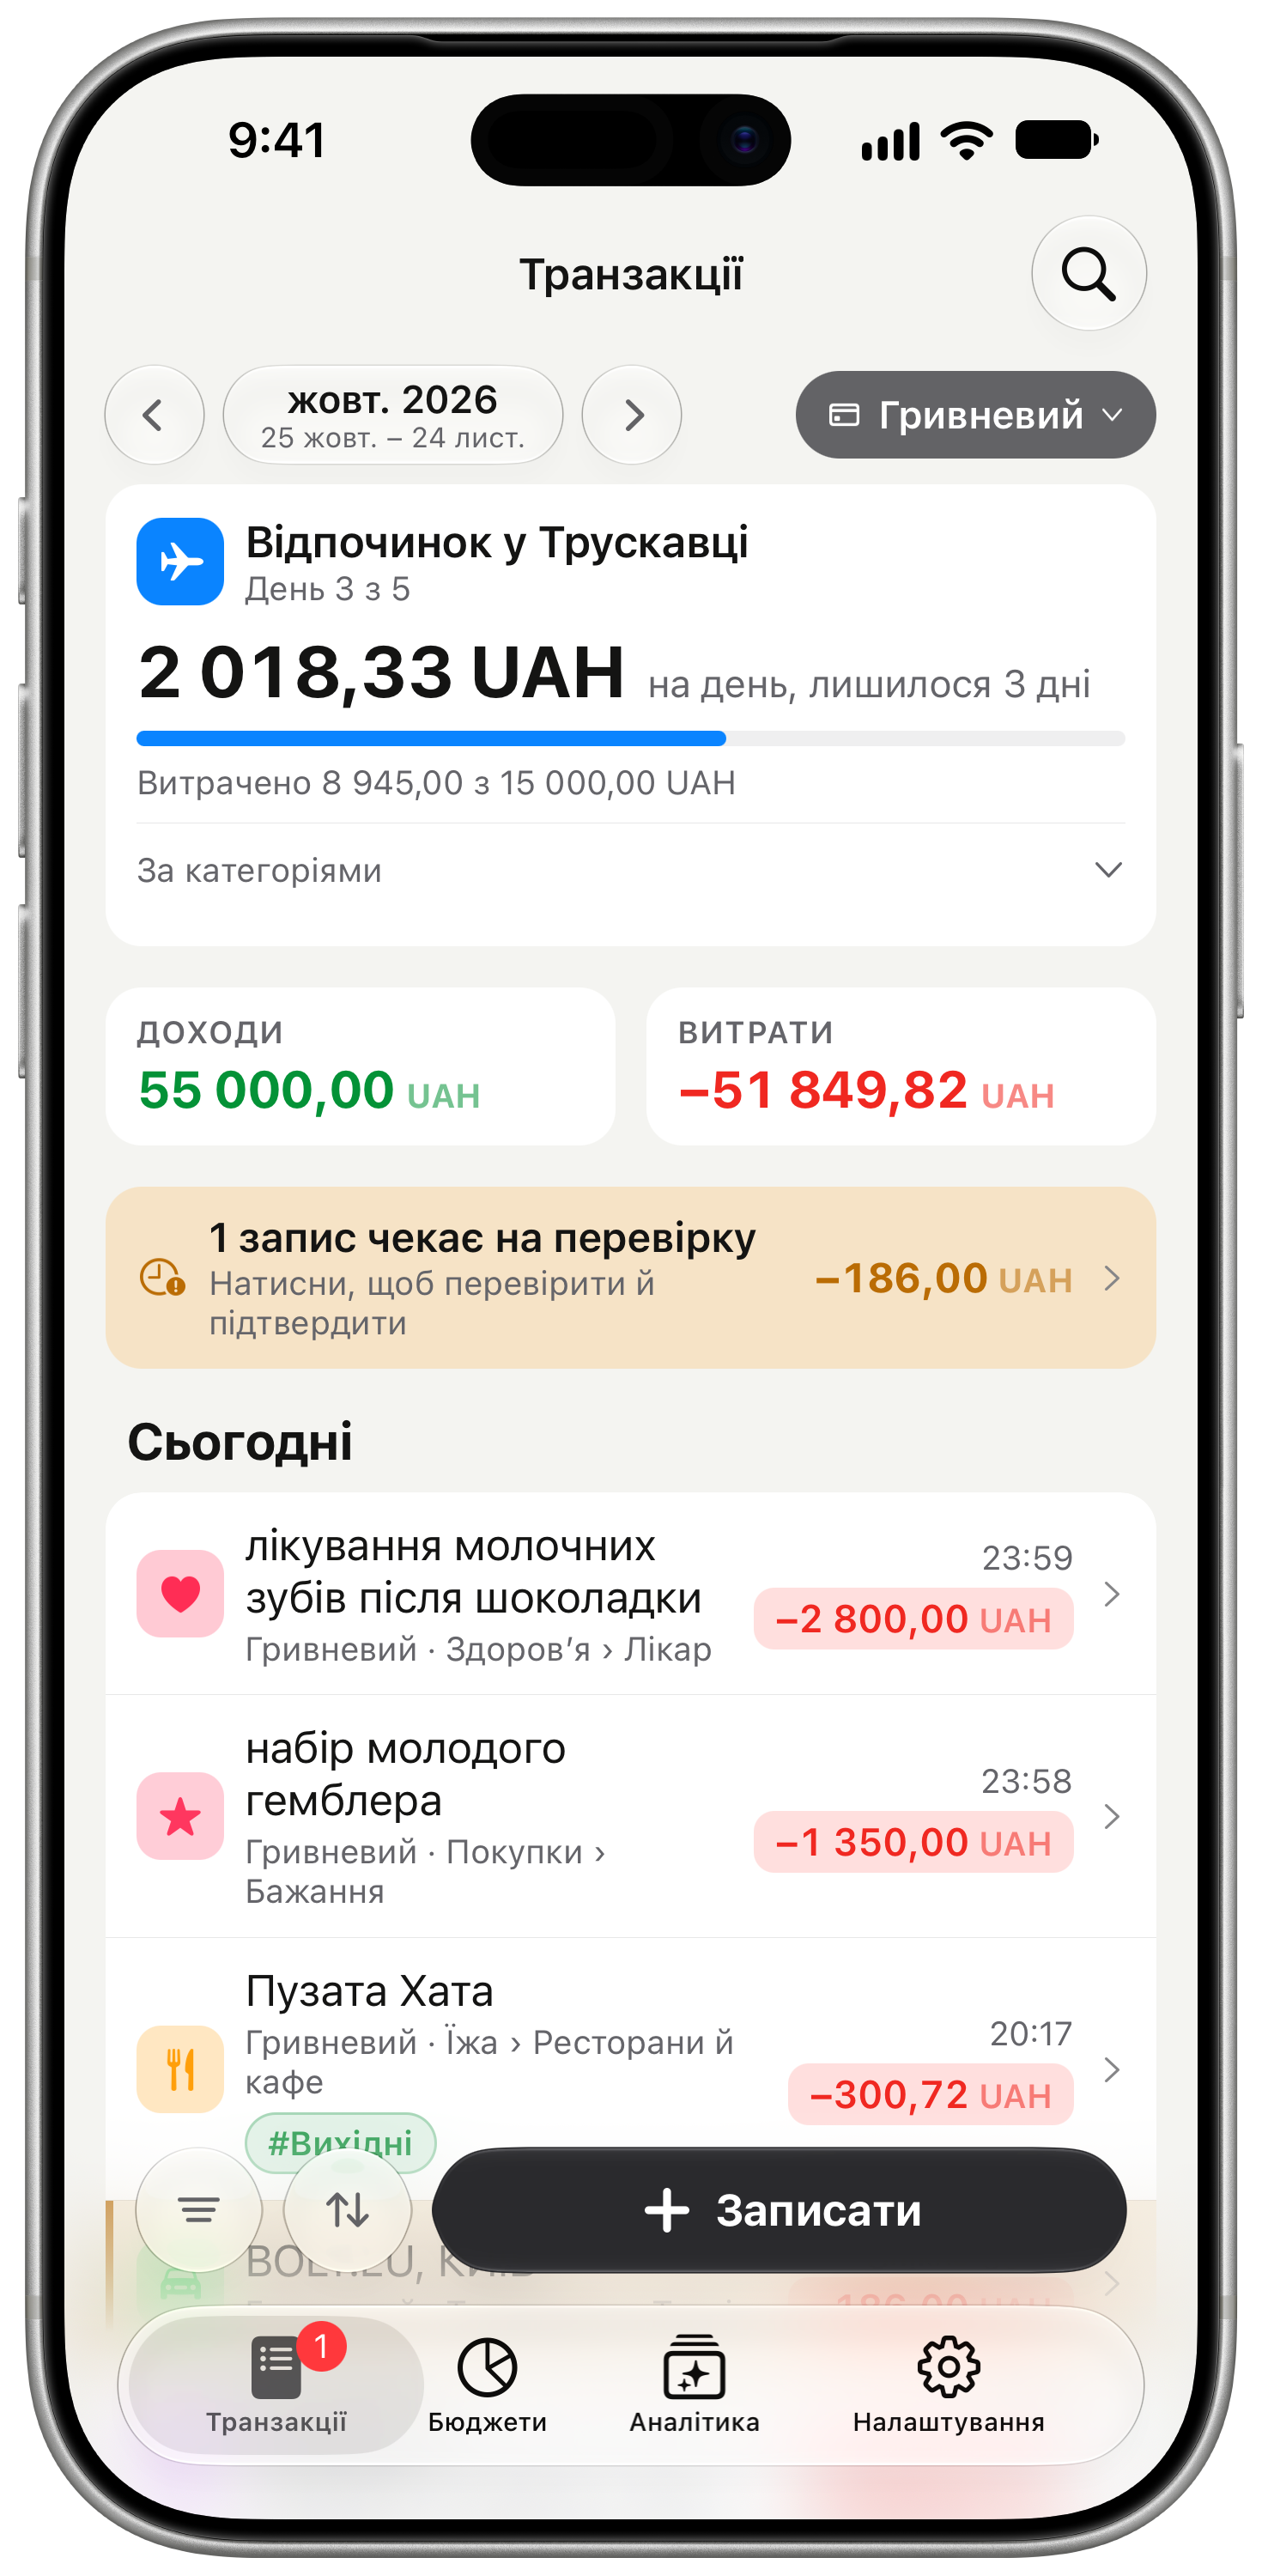 9:41
Транзакції
жовт. 2026
25 жовт. – 24 лист.
Гривневий
Відпочинок у Трускавці
День 3 з 5
2 018,33 UAH на день, лишилося 3 дні
Витрачено 8 945,00 з 15 000,00 UAH
За категоріями
ДОХОДИ
55 000,00 UAH
ВИТРАТИ
–51 849,82 UAH
1 запис чекає на перевірку
Натисни, щоб перевірити й
підтвердити
–186,00 UAH
Сьогодні
лікування молочних
зубів після шоколадки
Гривневий · Здоров’я › Лікар
23:59
–2 800,00 UAH
набір молодого
гемблера
Гривневий · Покупки ›
Бажання
23:58
–1 350,00 UAH
Пузата Хата
Гривневий · Їжа › Ресторани й
кафе
#Вихідні
20:17
–300,72 UAH
Записати
1
Транзакції
Бюджети
Аналітика
Налаштування